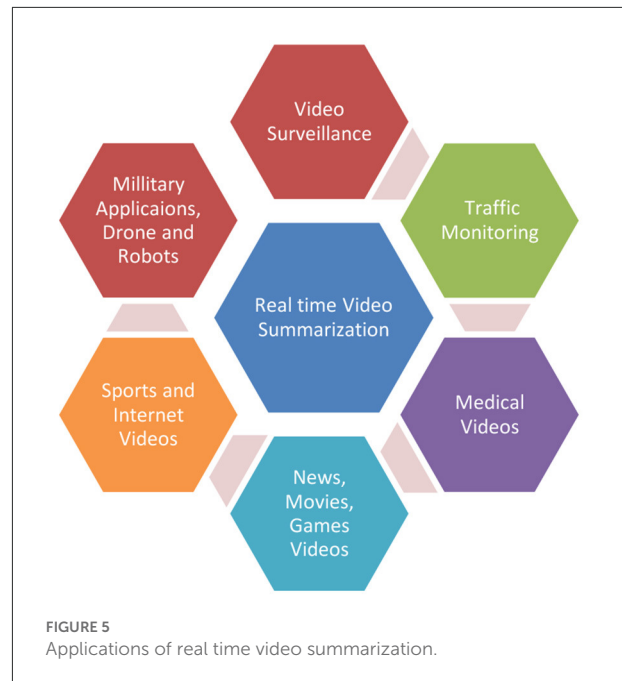 Video
Surveillance
Millitary
Applicaions,
Drone and
Robots
Traffic
Monitoring
Real time Video
Summarization
Sports and
Internet
Videos
Medical
Videos
News,
Movies,
Games
Videos
FIGURE 5
Applications of real time video summarization.